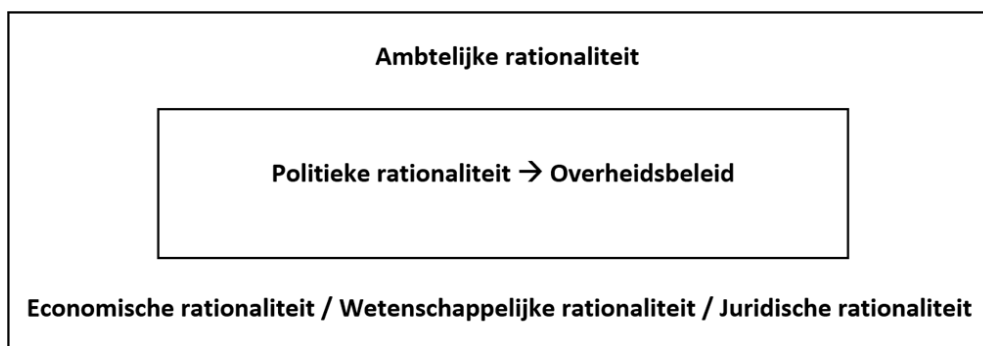 Ambtelijke rationaliteit
Politieke rationaliteit → Overheidsbeleid
Economische rationaliteit / Wetenschappelijke rationaliteit / Juridische rationaliteit